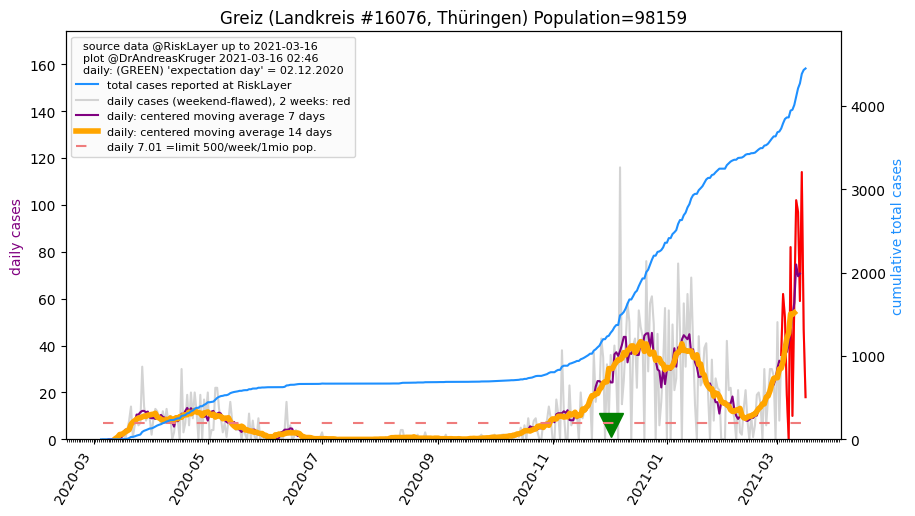 Greiz (Landkreis #16076, Thüringen) Population=98159
source data @RiskLayer up to 2021-03-16
plot @DrAndreasKruger 2021-03-16 02:46
daily: (GREEN) 'expectation day' = 02.12.2020
total cases reported at RiskLayer
daily cases (weekend-flawed), 2 weeks: red
daily: centered moving average 7 days
daily: centered moving average 14 days
daily 7.01 =limit 500/week/1mio pop.
daily cases
160
140
120
100
80
60
40
20
0
cumulative total cases
4000
3000
2000
1000
0
2020-03
2020-05
2020-07
2020-09
2020-11
2021-01
2021-03